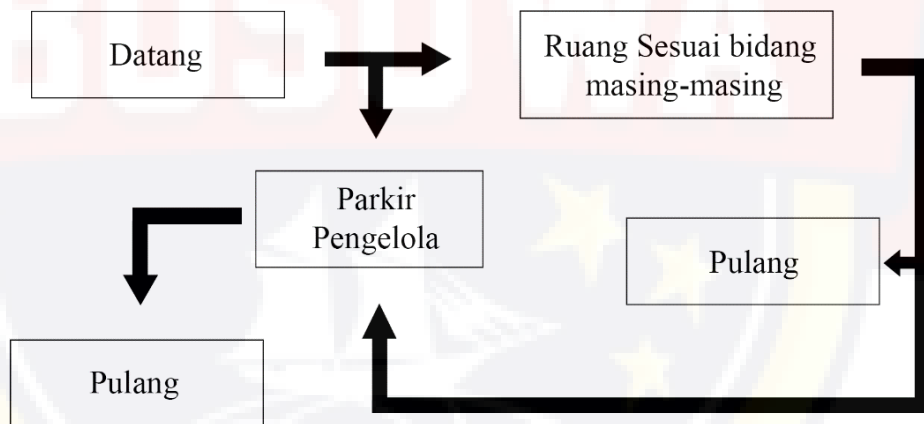 Datang
Ruang Sesuai bidang
masing-masing
Parkir
Pengelola
Pulang
Pulang